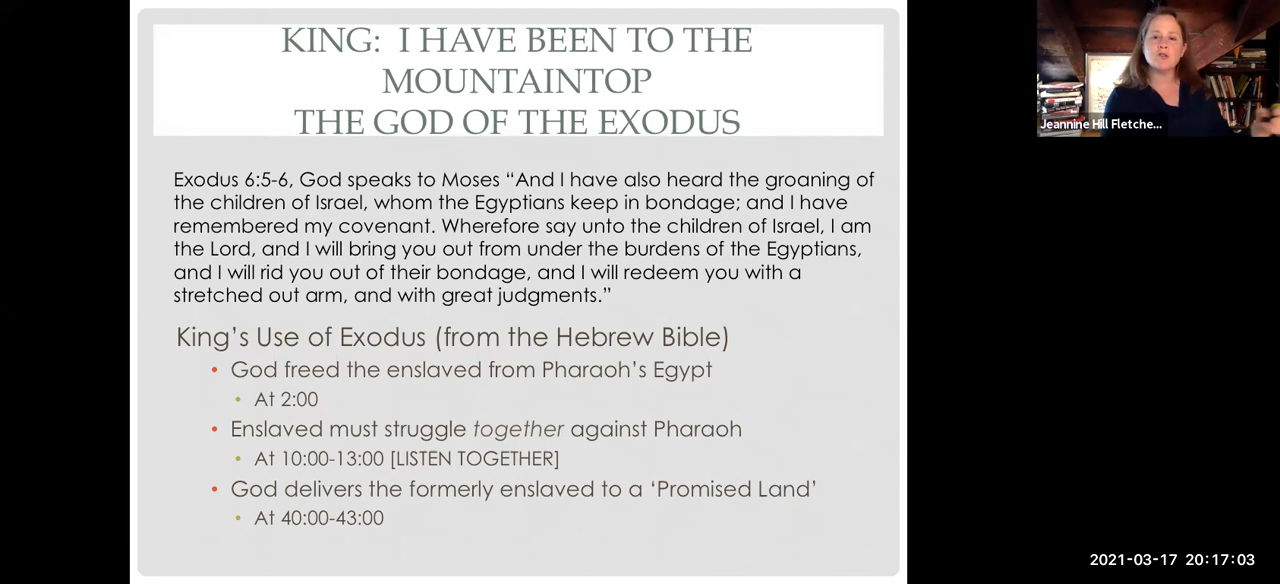 KING:  I HAVE BEEN TO THE
MOUNTAINTOP
THE GOD OF THE EXODUS
Exodus 6:5-6, God speaks to Moses “And I have also heard the groaning of
the children of Israel, whom the Egyptians keep in bondage; and I have
remembered my covenant. Wherefore say unto the children of Israel, I am
the Lord, and I will bring you out from under the burdens of the Egyptians,
and I will rid you out of their bondage, and I will redeem you with a
stretched out arm, and with great judgments.”
King’s Use of Exodus (from the Hebrew Bible)
• God freed the enslaved from Pharaoh’s Egypt
• At 2:00
• Enslaved must struggle together against Pharaoh
• At 10:00-13:00 [LISTEN TOGETHER]
• God delivers the formerly enslaved to a ‘Promised Land’
• At 40:00-43:00
Jeannine Hill Fletche...
2021-03-17 20:17:03